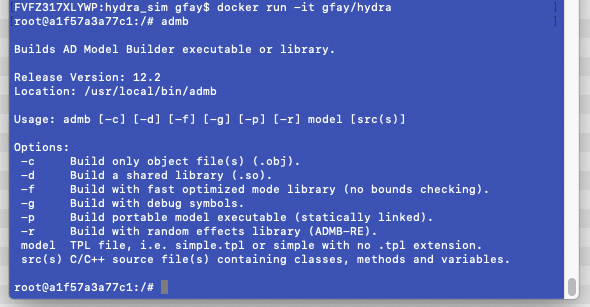 FVFZ317XLYWP:hydra_sim gfay$ docker run -it gfay/hydra
root@a1f57a3a77c1:/# admb
Builds AD Model Builder executable or library.
Release Version: 12.2
Location: /usr/local/bin/admb
Usage: admb [-c] [-d] [-f] [-g] [-p] [-r] model [src(s)]
Options:
-c Build only object file(s) (.obj).
-d Build a shared library (.so).
-f Build with fast optimized mode library (no bounds checking).
-g Build with debug symbols.
-p Build portable model executable (statically linked).
-r Build with random effects library (ADMB-RE).
model TPL file, i.e. simple.tpl or simple with no .tpl extension.
src(s) C/C++ source file(s) containing classes, methods and variables.
root@a1f57a3a77c1:/#